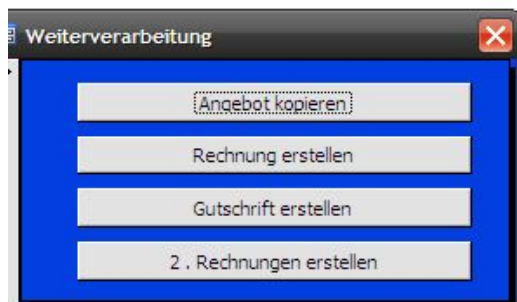 Weiterverarbeitung
Angebot kopieren
Rechnung erstellen
Gutschrift erstellen
2 . Rechnungen erstellen